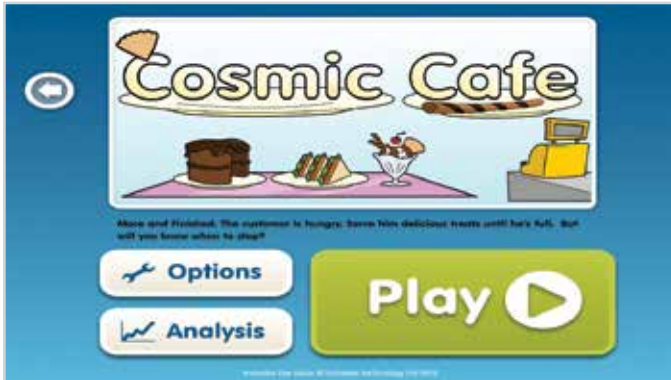 Cosmic Cafe
More and Finished. The customer is hungry. Serve him delicious treats until he's full. But
will you know when to stop?
Options
Play
Analysis